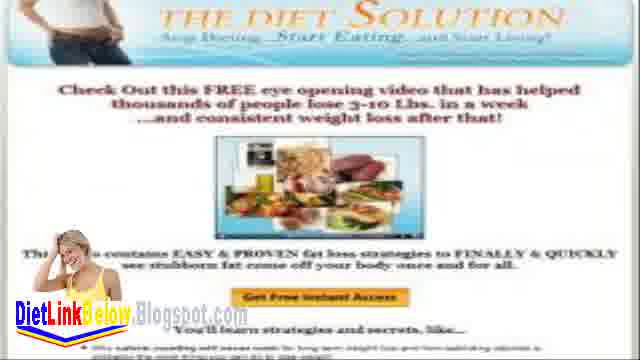 THE DIET SOLUTION
Stop Dieting...Start Eating...and Start Living!
Check Out this FREE eye opening video that has helped
thousands of people lose 3-10 Lbs. in a week
...and consistent weight loss after that!
contains EASY & PROVEN fat loss strategies to FINALLY & QUICKLY
see stubborn fat come off your body once and for all.
Get Free Instant Access
DietLinkBelow.Blogspot.com
You'll learn strategies and secrets, like...